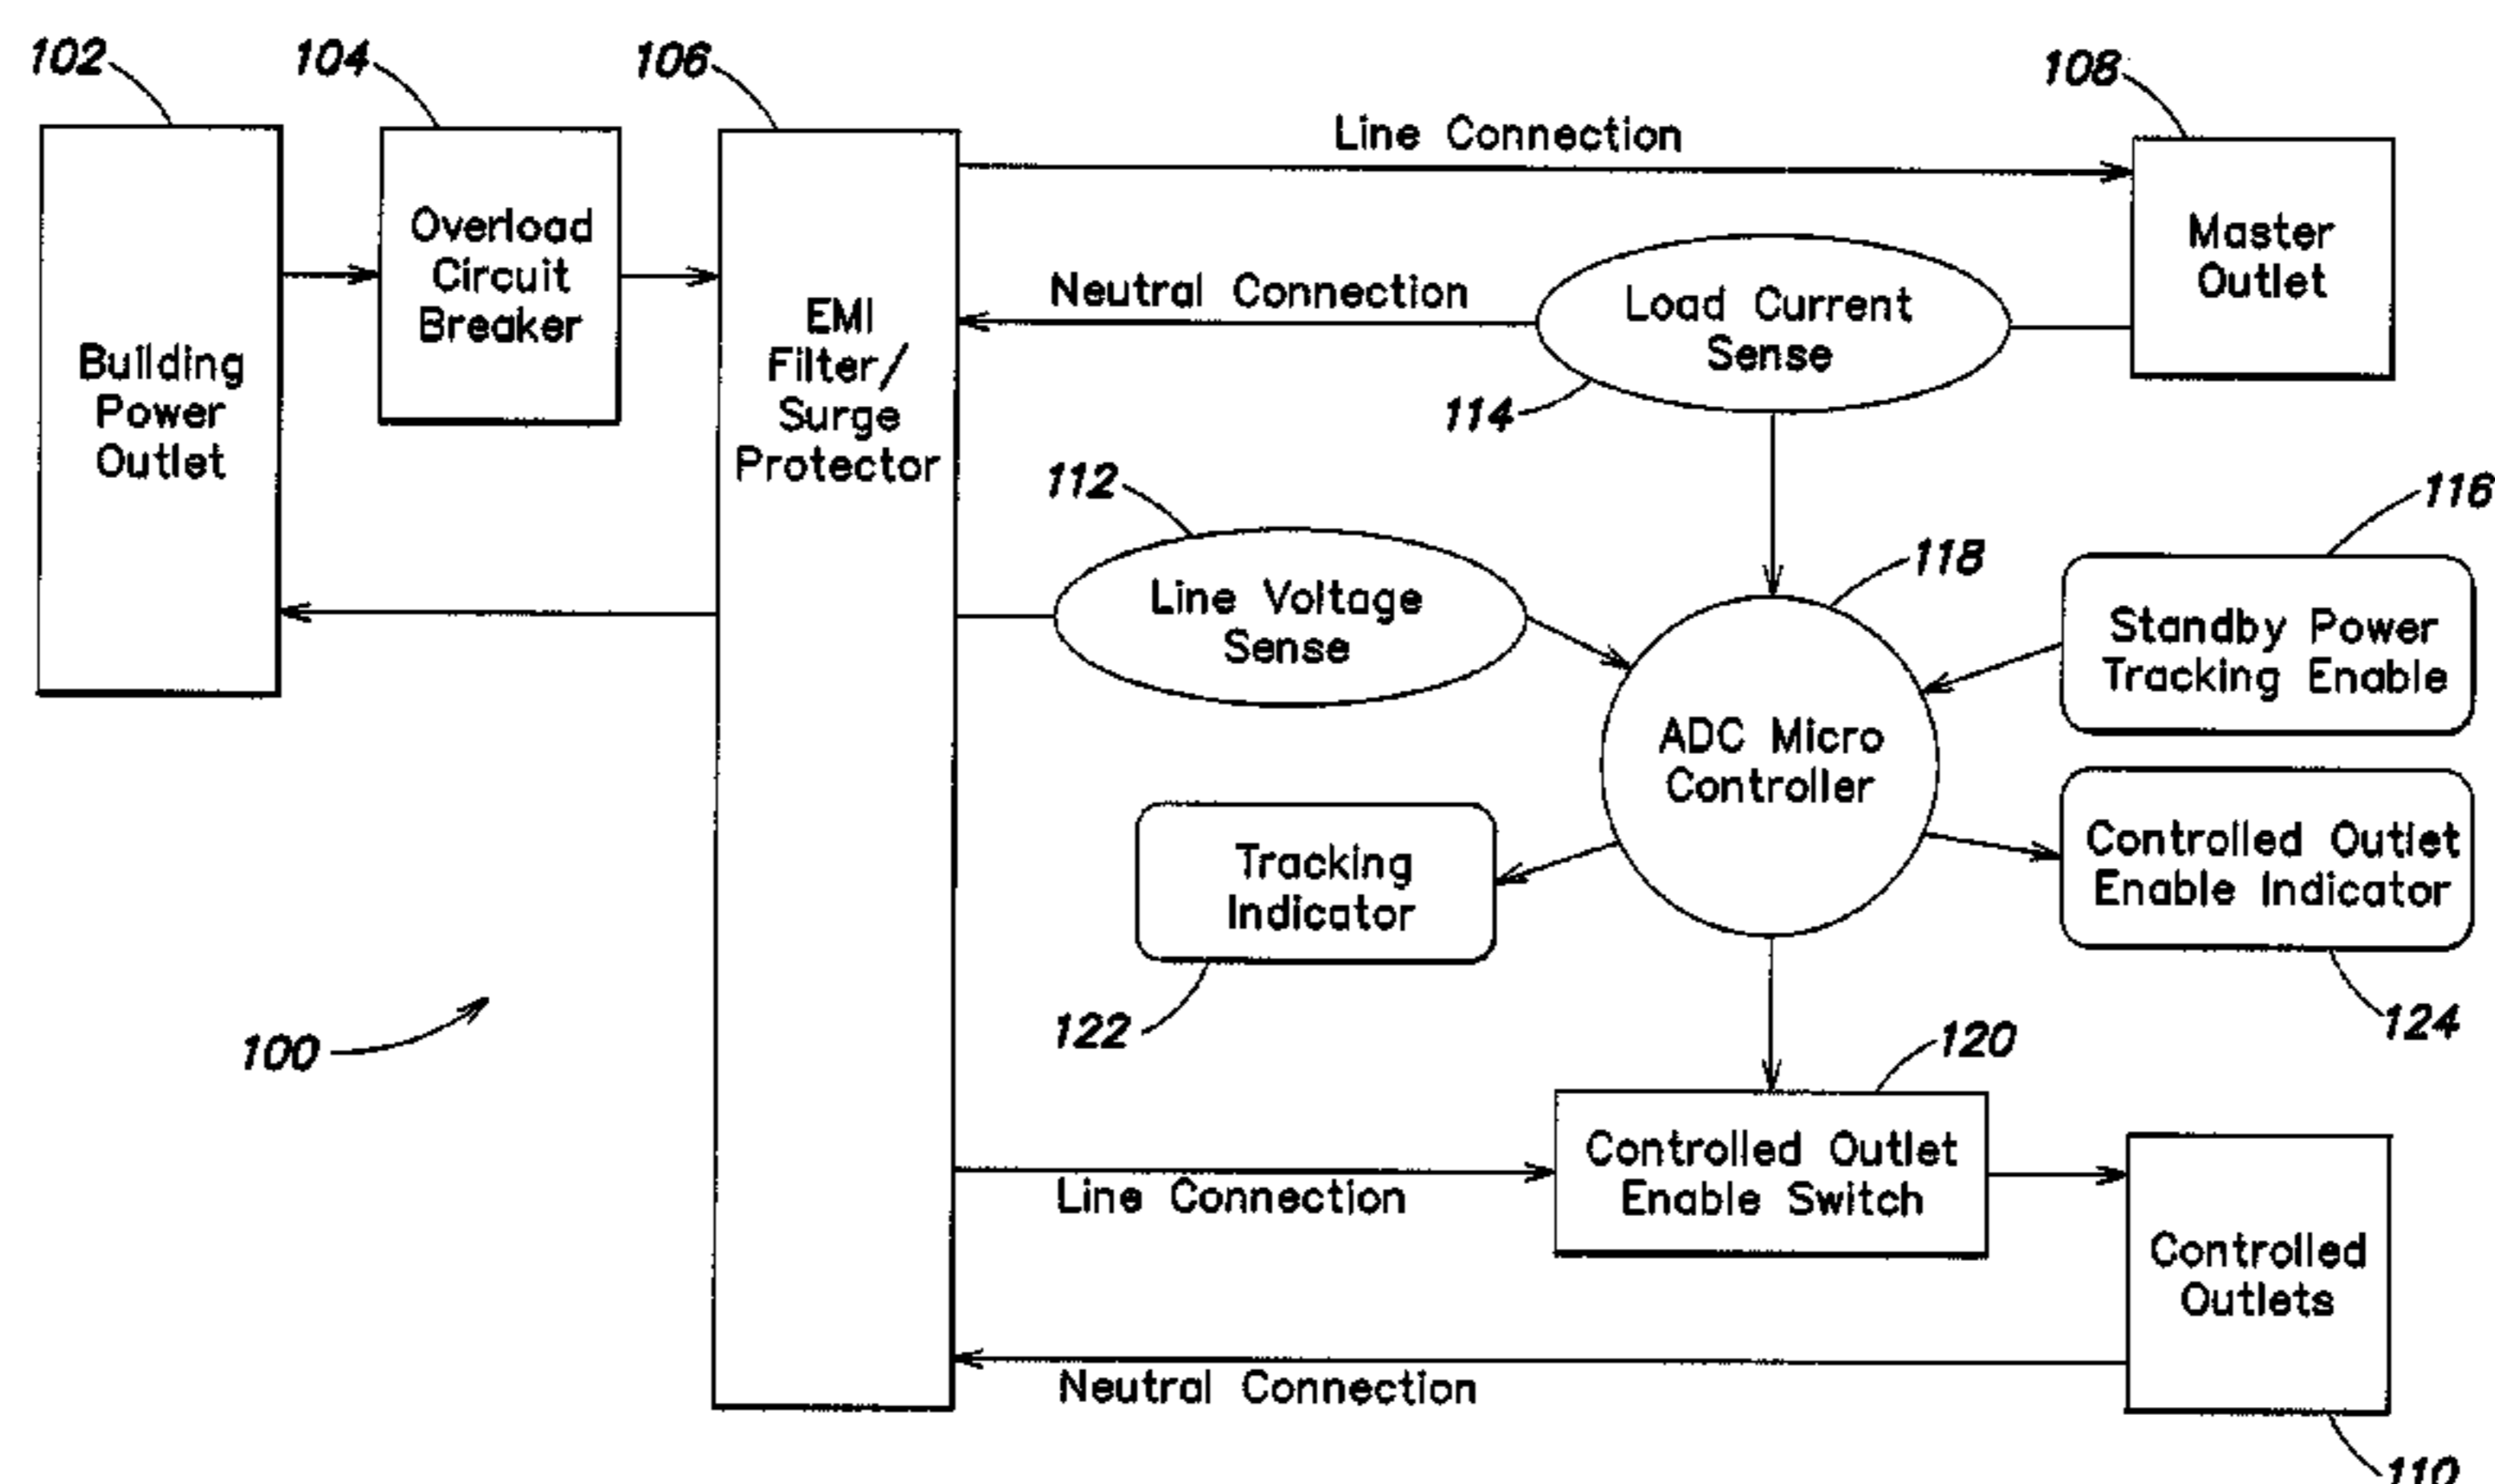 102
104
106
108
Line Connection
Overload
Circuit
Breaker
Master
Outlet
Neutral Connection
Load Current
Sense
114
EMI
Filter/
Surge
Protector
Building
Power
Outlet
112
116
118
Line Voltage
Sense
Standby Power
Tracking Enable
ADC Micro
Controller
Tracking
Indicator
Controlled Outlet
Enable Indicator
122
124
100
120
Controlled Outlet
Enable Switch
Line Connection
Controlled
Outlets
Neutral Connection
110